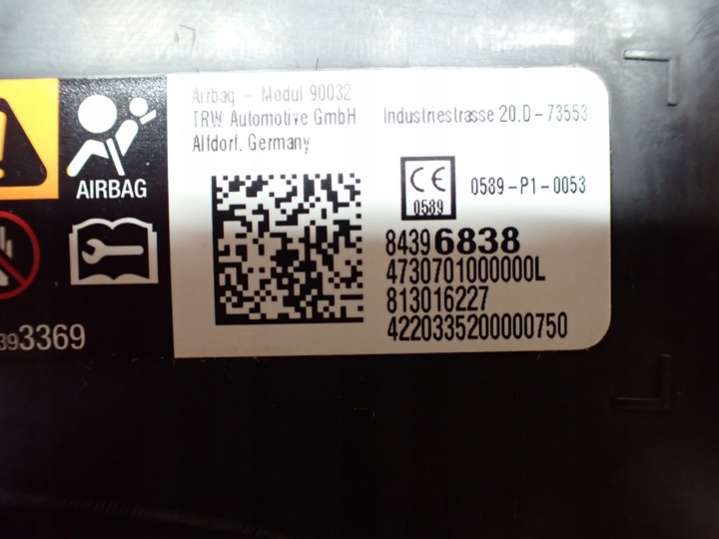 Airbag - Modul 90032
TRW Automotive GmbH
Industriestrasse 20,D-73553
Alfdorf, Germany
AIRBAG
CE
0589
0589-P1-0053
84396838
4730701000000L
813016227
4220335200000750
393369